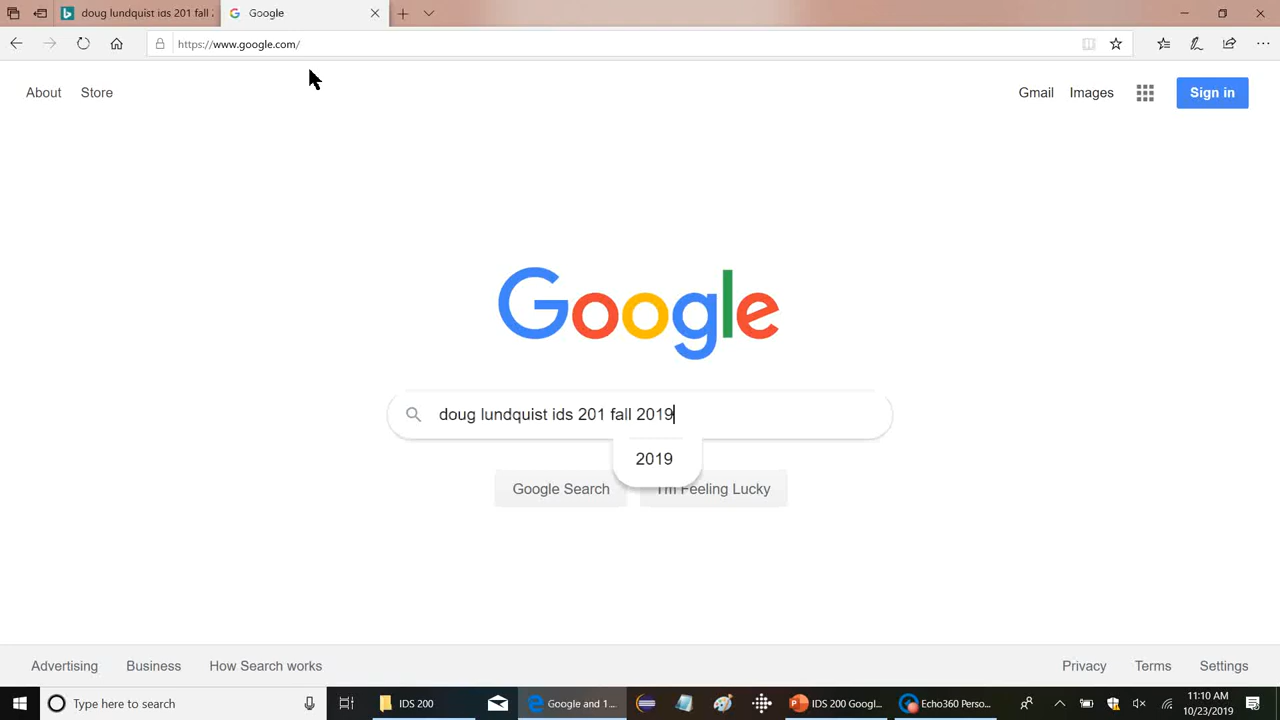 doug lundquist ids 201 fall 2
Google
https://www.google.com/
About
Store
Gmail
Images
Sign in
Google
doug lundquist ids 201 fall 2019
2019
Google Search
I'm Feeling Lucky
Advertising
Business
How Search works
Privacy
Terms
Settings
Type here to search
IDS 200
Google and 1...
IDS 200 Googl...
Echo360 Perso...
11:10 AM
10/23/2019